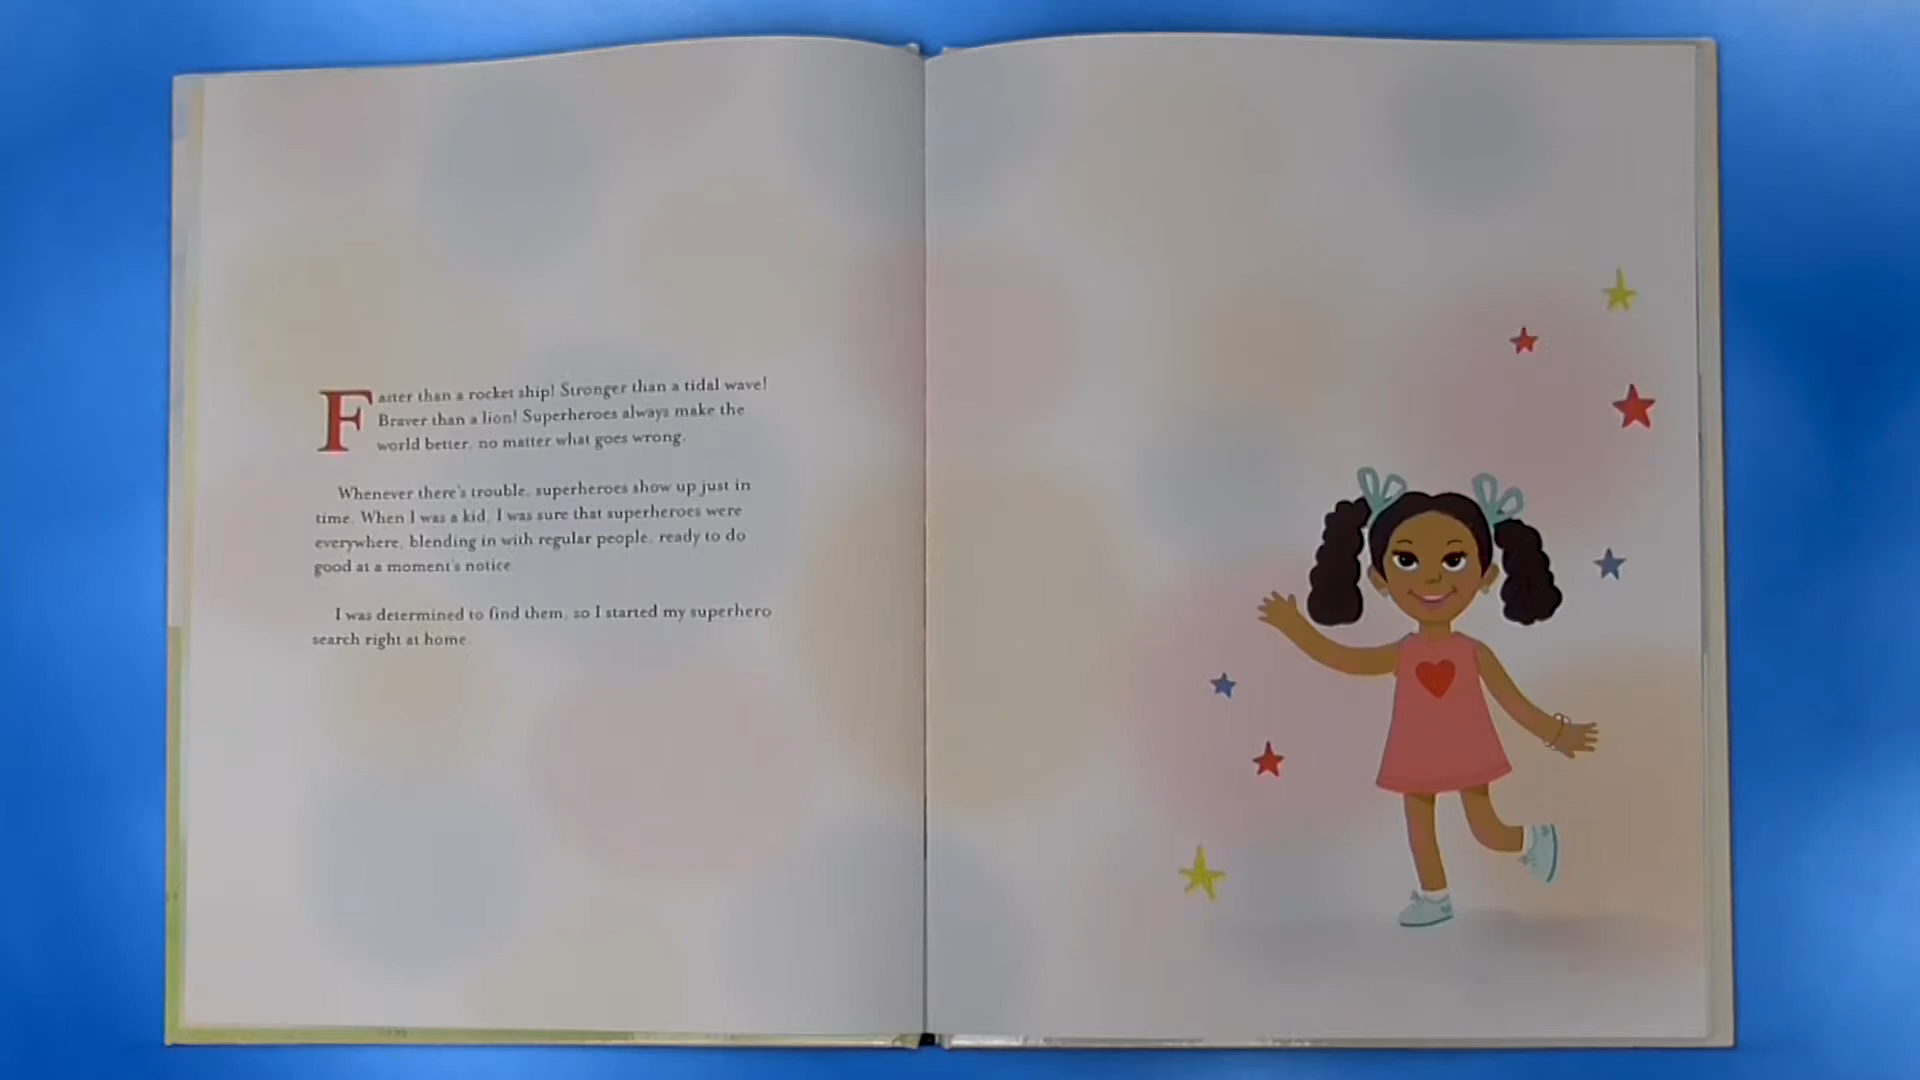 Faster than a rocket ship! Stronger than a tidal wave!
Braver than a lion! Superheroes always make the
world better, no matter what goes wrong.
Whenever there's trouble, superheroes show up just in
time. When I was a kid, I was sure that superheroes were
everywhere, blending in with regular people, ready to do
good at a moment's notice.
I was determined to find them, so I started my superhero
search right at home.